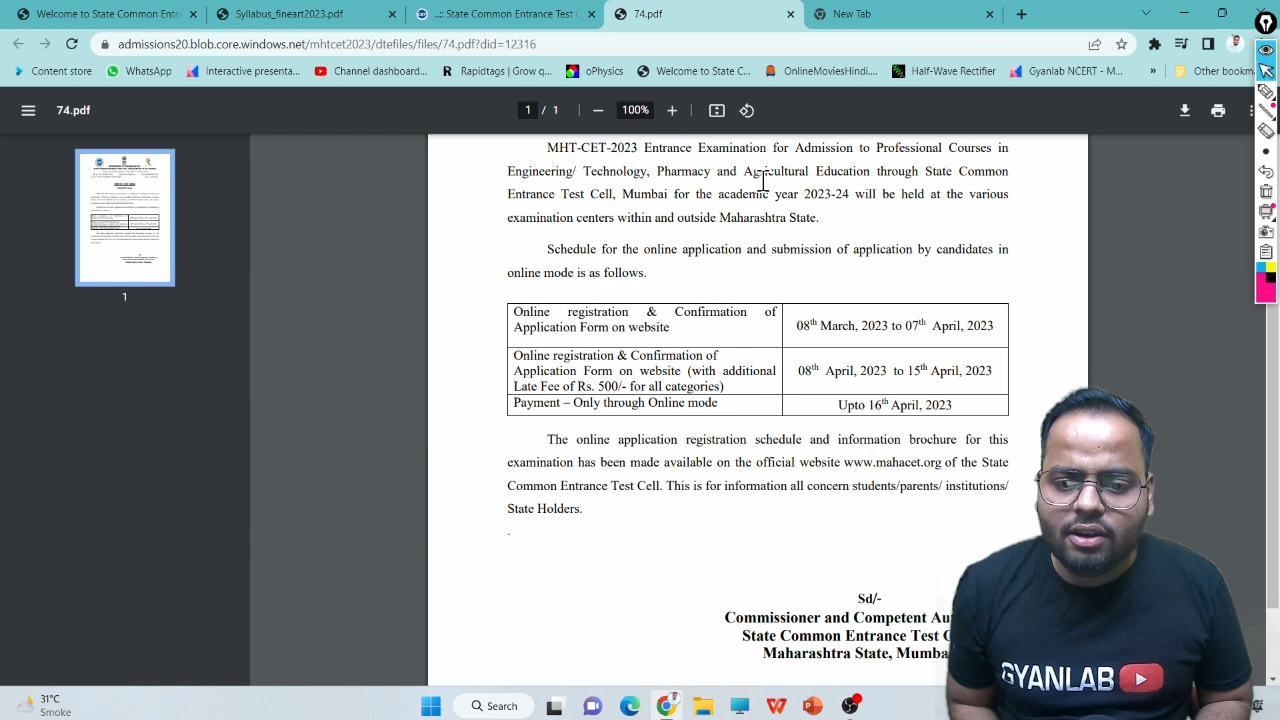 Welcome to State Common Entr
Syllabus_fineart2023.pdf
..:: State Common Entrance Test C
74.pdf
New Tab
admissions20.blob.core.windows.net/mhtcet2023/dtefiles/files/74.pdf?did=12316
Content store
WhatsApp
Interactive presenta...
Channel dashboard...
Rapidtags | Grow q...
oPhysics
Welcome to State C...
OnlineMoviesHindi....
Half-Wave Rectifier
Gyanlab NCERT - M...
»
Other bookm
74.pdf
1 / 1
100%
MHT-CET-2023 Entrance Examination for Admission to Professional Courses in
Engineering/ Technology, Pharmacy and Agricultural Education through State Common
Entrance Test Cell, Mumbai for the academic year 2023-24 will be held at the various
examination centers within and outside Maharashtra State.
Schedule for the online application and submission of application by candidates in
online mode is as follows.
Online registration & Confirmation of
Application Form on website
08th March, 2023 to 07th April, 2023
Online registration & Confirmation of
Application Form on website (with additional
Late Fee of Rs. 500/- for all categories)
08th April, 2023 to 15th April, 2023
Payment – Only through Online mode
Upto 16th April, 2023
The online application registration schedule and information brochure for this
examination has been made available on the official website www.mahacet.org of the State
Common Entrance Test Cell. This is for information all concern students/parents/ institutions/
State Holders.
.
Sd/-
Commissioner and Competent Au
State Common Entrance Test C
Maharashtra State, Mumba
1
GYANLAB
31°C
Smoke
Search